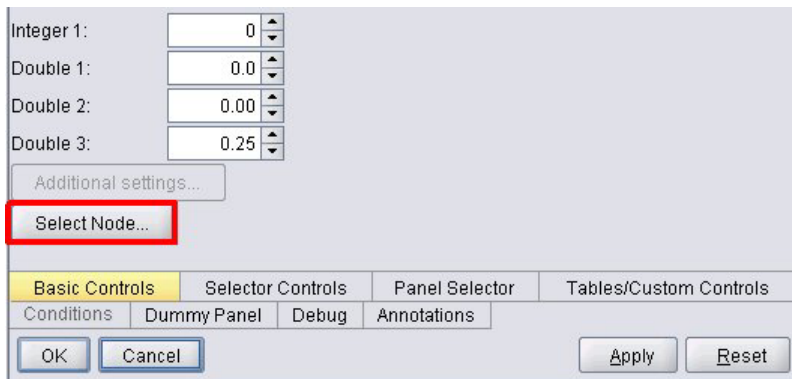 Integer 1: 0
Double 1: 0.0
Double 2: 0.00
Double 3: 0.25
Additional settings...
Select Node...
Basic Controls Selector Controls Panel Selector Tables/Custom Controls
Conditions Dummy Panel Debug Annotations
OK Cancel Apply Reset